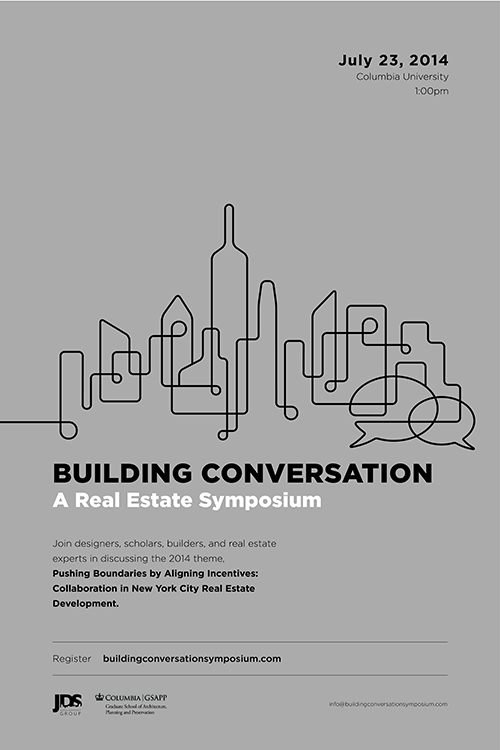 July 23, 2014
Columbia University
1:00pm
BUILDING CONVERSATION
A Real Estate Symposium
Join designers, scholars, builders, and real estate
experts in discussing the 2014 theme,
Pushing Boundaries by Aligning Incentives:
Collaboration in New York City Real Estate
Development.
Register buildingconversationsymposium.com
JDS
GROUP
COLUMBIA | GSAPP
Graduate School of Architecture,
Planning and Preservation
info@buildingconversationsymposium.com